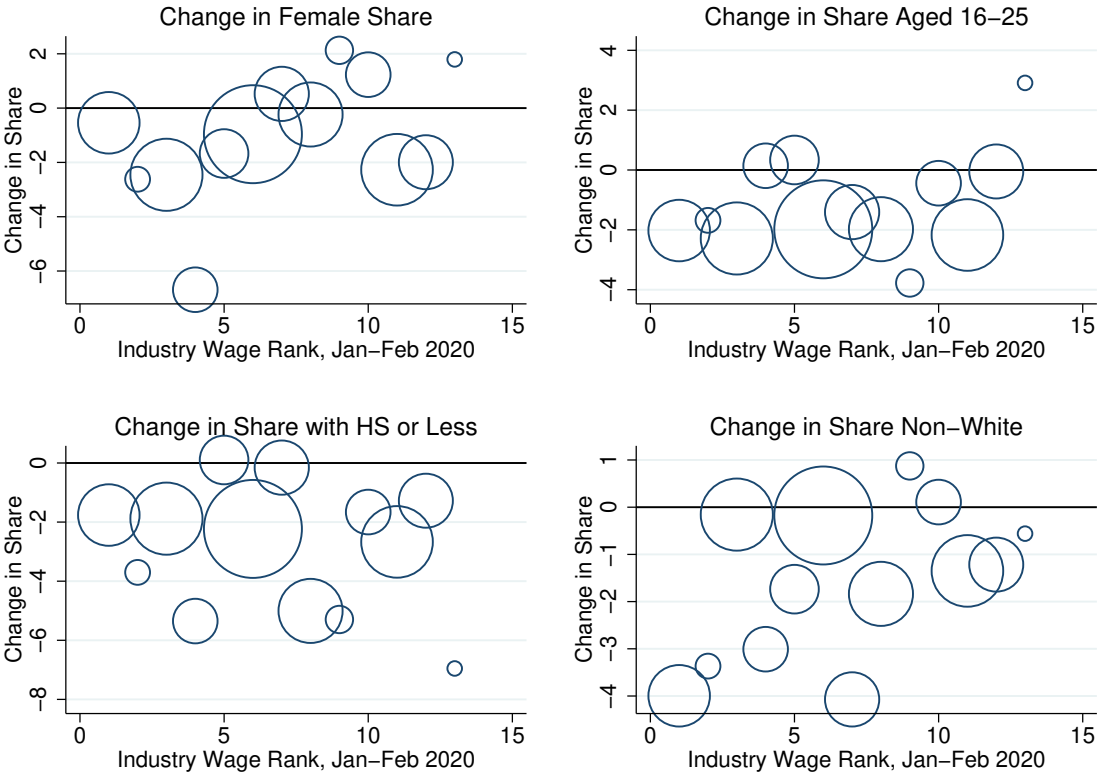 Change in Female Share
Change in Share
2
0
−2
−4
−6
0 5 10 15
Industry Wage Rank, Jan−Feb 2020
Change in Share Aged 16−25
Change in Share
4
2
0
−2
−4
0 5 10 15
Industry Wage Rank, Jan−Feb 2020
Change in Share with HS or Less
Change in Share
0
−2
−4
−6
−8
0 5 10 15
Industry Wage Rank, Jan−Feb 2020
Change in Share Non−White
Change in Share
1
0
−1
−2
−3
−4
0 5 10 15
Industry Wage Rank, Jan−Feb 2020